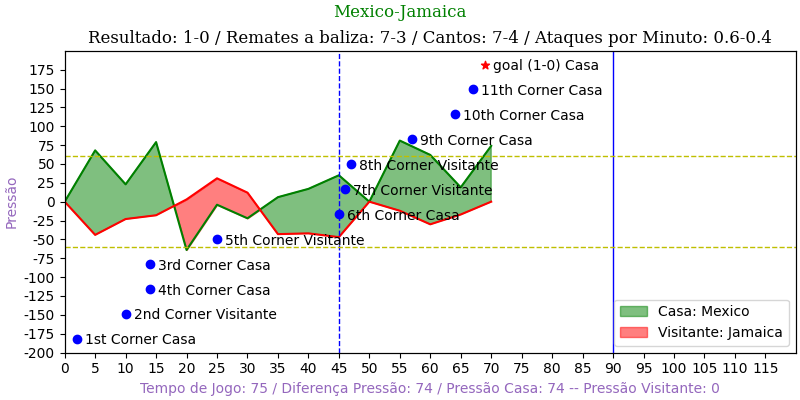 Mexico-Jamaica
Resultado: 1-0 / Remates a baliza: 7-3 / Cantos: 7-4 / Ataques por Minuto: 0.6-0.4
Pressão
175
150
125
100
75
50
25
0
-25
-50
-75
-100
-125
-150
-175
-200
goal (1-0) Casa
11th Corner Casa
10th Corner Casa
9th Corner Casa
8th Corner Visitante
7th Corner Visitante
6th Corner Casa
5th Corner Visitante
3rd Corner Casa
4th Corner Casa
2nd Corner Visitante
1st Corner Casa
Casa: Mexico
Visitante: Jamaica
0 5 10 15 20 25 30 35 40 45 50 55 60 65 70 75 80 85 90 95 100 105 110 115
Tempo de Jogo: 75 / Diferença Pressão: 74 / Pressão Casa: 74 -- Pressão Visitante: 0